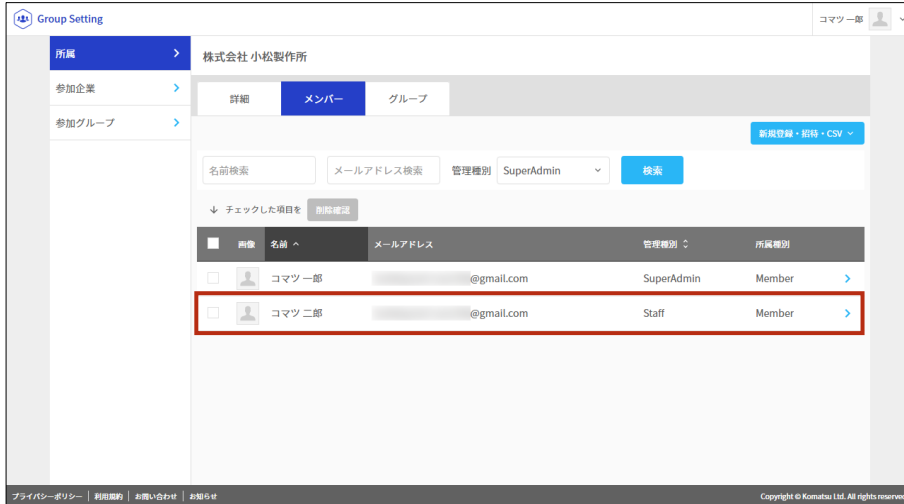 Group Setting
コマツ 一郎
所属
参加企業
参加グループ
株式会社 小松製作所
詳細 メンバー グループ
新規登録・招待・CSV
名前検索 メールアドレス検索 管理種別 SuperAdmin 検索
チェックした項目を 削除確認
画像 名前 メールアドレス 管理種別 所属種別
コマツ 一郎 @gmail.com SuperAdmin Member
コマツ 二郎 @gmail.com Staff Member
プライバシーポリシー 利用規約 お問い合わせ お知らせ
Copyright © Komatsu Ltd. All rights reserved